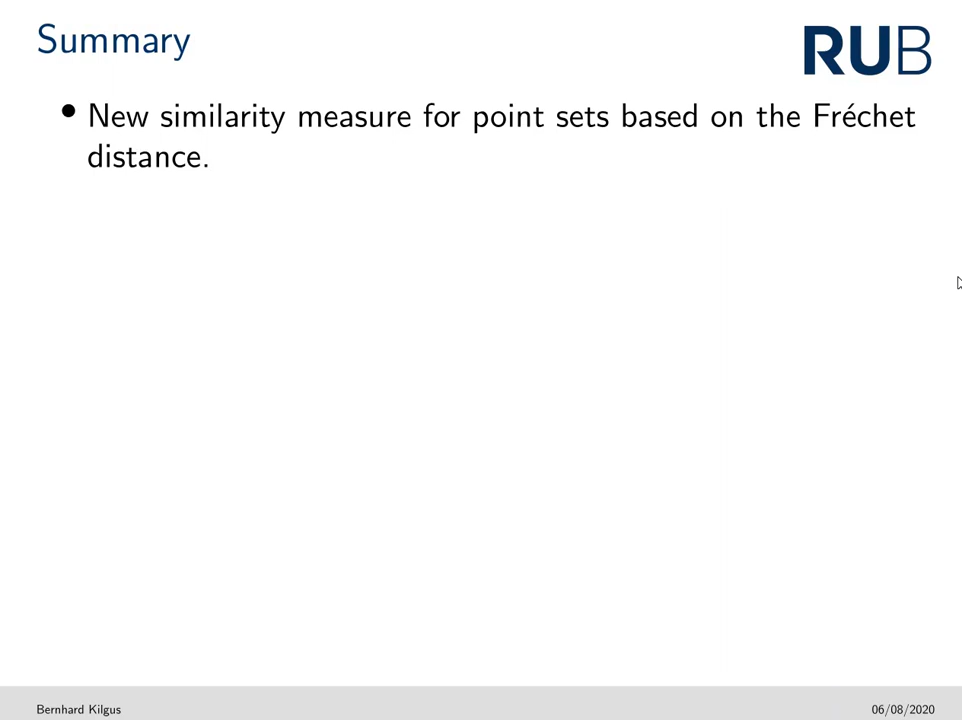 Summary
RUB
• New similarity measure for point sets based on the Fréchet
distance.
Bernhard Kilgus
06/08/2020